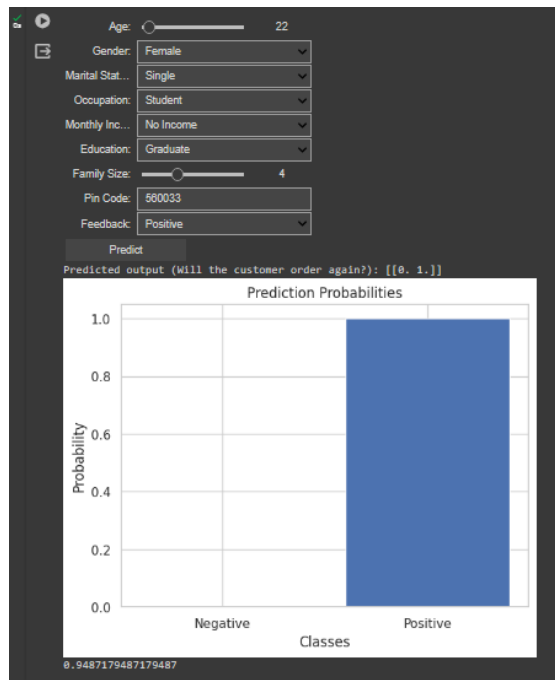 Age: 22
Gender: Female
Marital Stat... Single
Occupation: Student
Monthly Inc... No Income
Education: Graduate
Family Size: 4
Pin Code: 560033
Feedback: Positive
Predict
Predicted output (Will the customer order again?): [[0. 1.]]
Prediction Probabilities
1.0
0.8
0.6
0.4
0.2
0.0
Probability
Negative Positive
Classes
0.9487179487179487